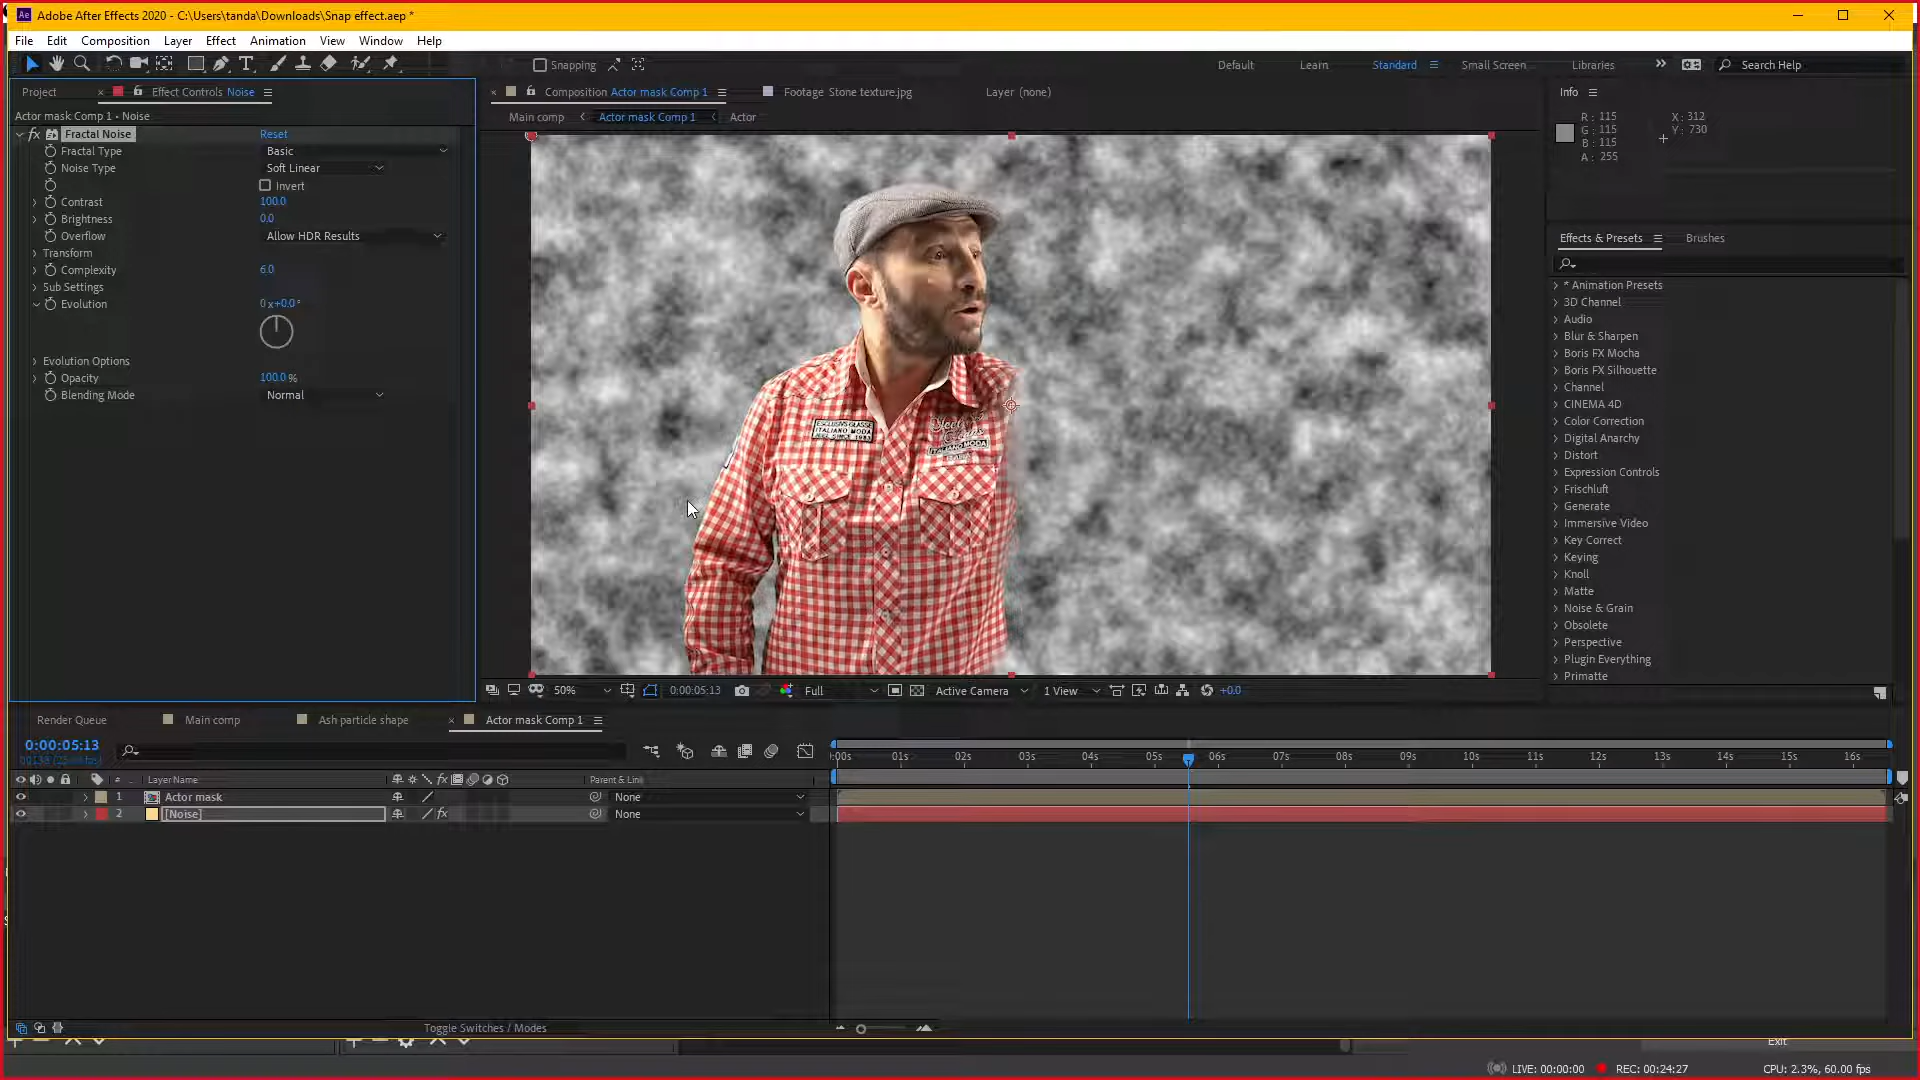 Adobe After Effects 2020 - C:\Users\tanda\Downloads\Snap effect.aep *
File Edit Composition Layer Effect Animation View Window Help
Snapping
Default Learn Standard Small Screen Libraries Search Help
Project Effect Controls Noise
Composition Actor mask Comp 1 Footage Stone texture.jpg Layer (none)
Info
Actor mask Comp 1 • Noise
Main comp Actor mask Comp 1 Actor
R : 115
G : 115
B : 115
A : 255
X : 312
Y : 730
Fractal Noise Reset
Fractal Type Basic
Noise Type Soft Linear
Invert
Contrast 100.0
Brightness 0.0
Overflow Allow HDR Results
Transform
Complexity 6.0
Sub Settings
Evolution 0 x+0.0 °
Evolution Options
Opacity 100.0 %
Blending Mode Normal
ITALIANO MODA
ITALIANO MODA
Effects & Presets Brushes
* Animation Presets
3D Channel
Audio
Blur & Sharpen
Boris FX Mocha
Boris FX Silhouette
Channel
CINEMA 4D
Color Correction
Digital Anarchy
Distort
Expression Controls
Frischluft
Generate
Immersive Video
Key Correct
Keying
Knoll
Matte
Noise & Grain
Obsolete
Perspective
Plugin Everything
Primatte
50% 0:00:05:13 Full Active Camera 1 View +0.0
Render Queue Main comp Ash particle shape Actor mask Comp 1
0:00:05:13
:00s 01s 02s 03s 04s 05s 06s 07s 08s 09s 10s 11s 12s 13s 14s 15s 16s
# Layer Name Parent & Link
1 Actor mask None
2 [Noise] None
Toggle Switches / Modes
Exit
LIVE: 00:00:00 REC: 00:24:27 CPU: 2.3%, 60.00 fps